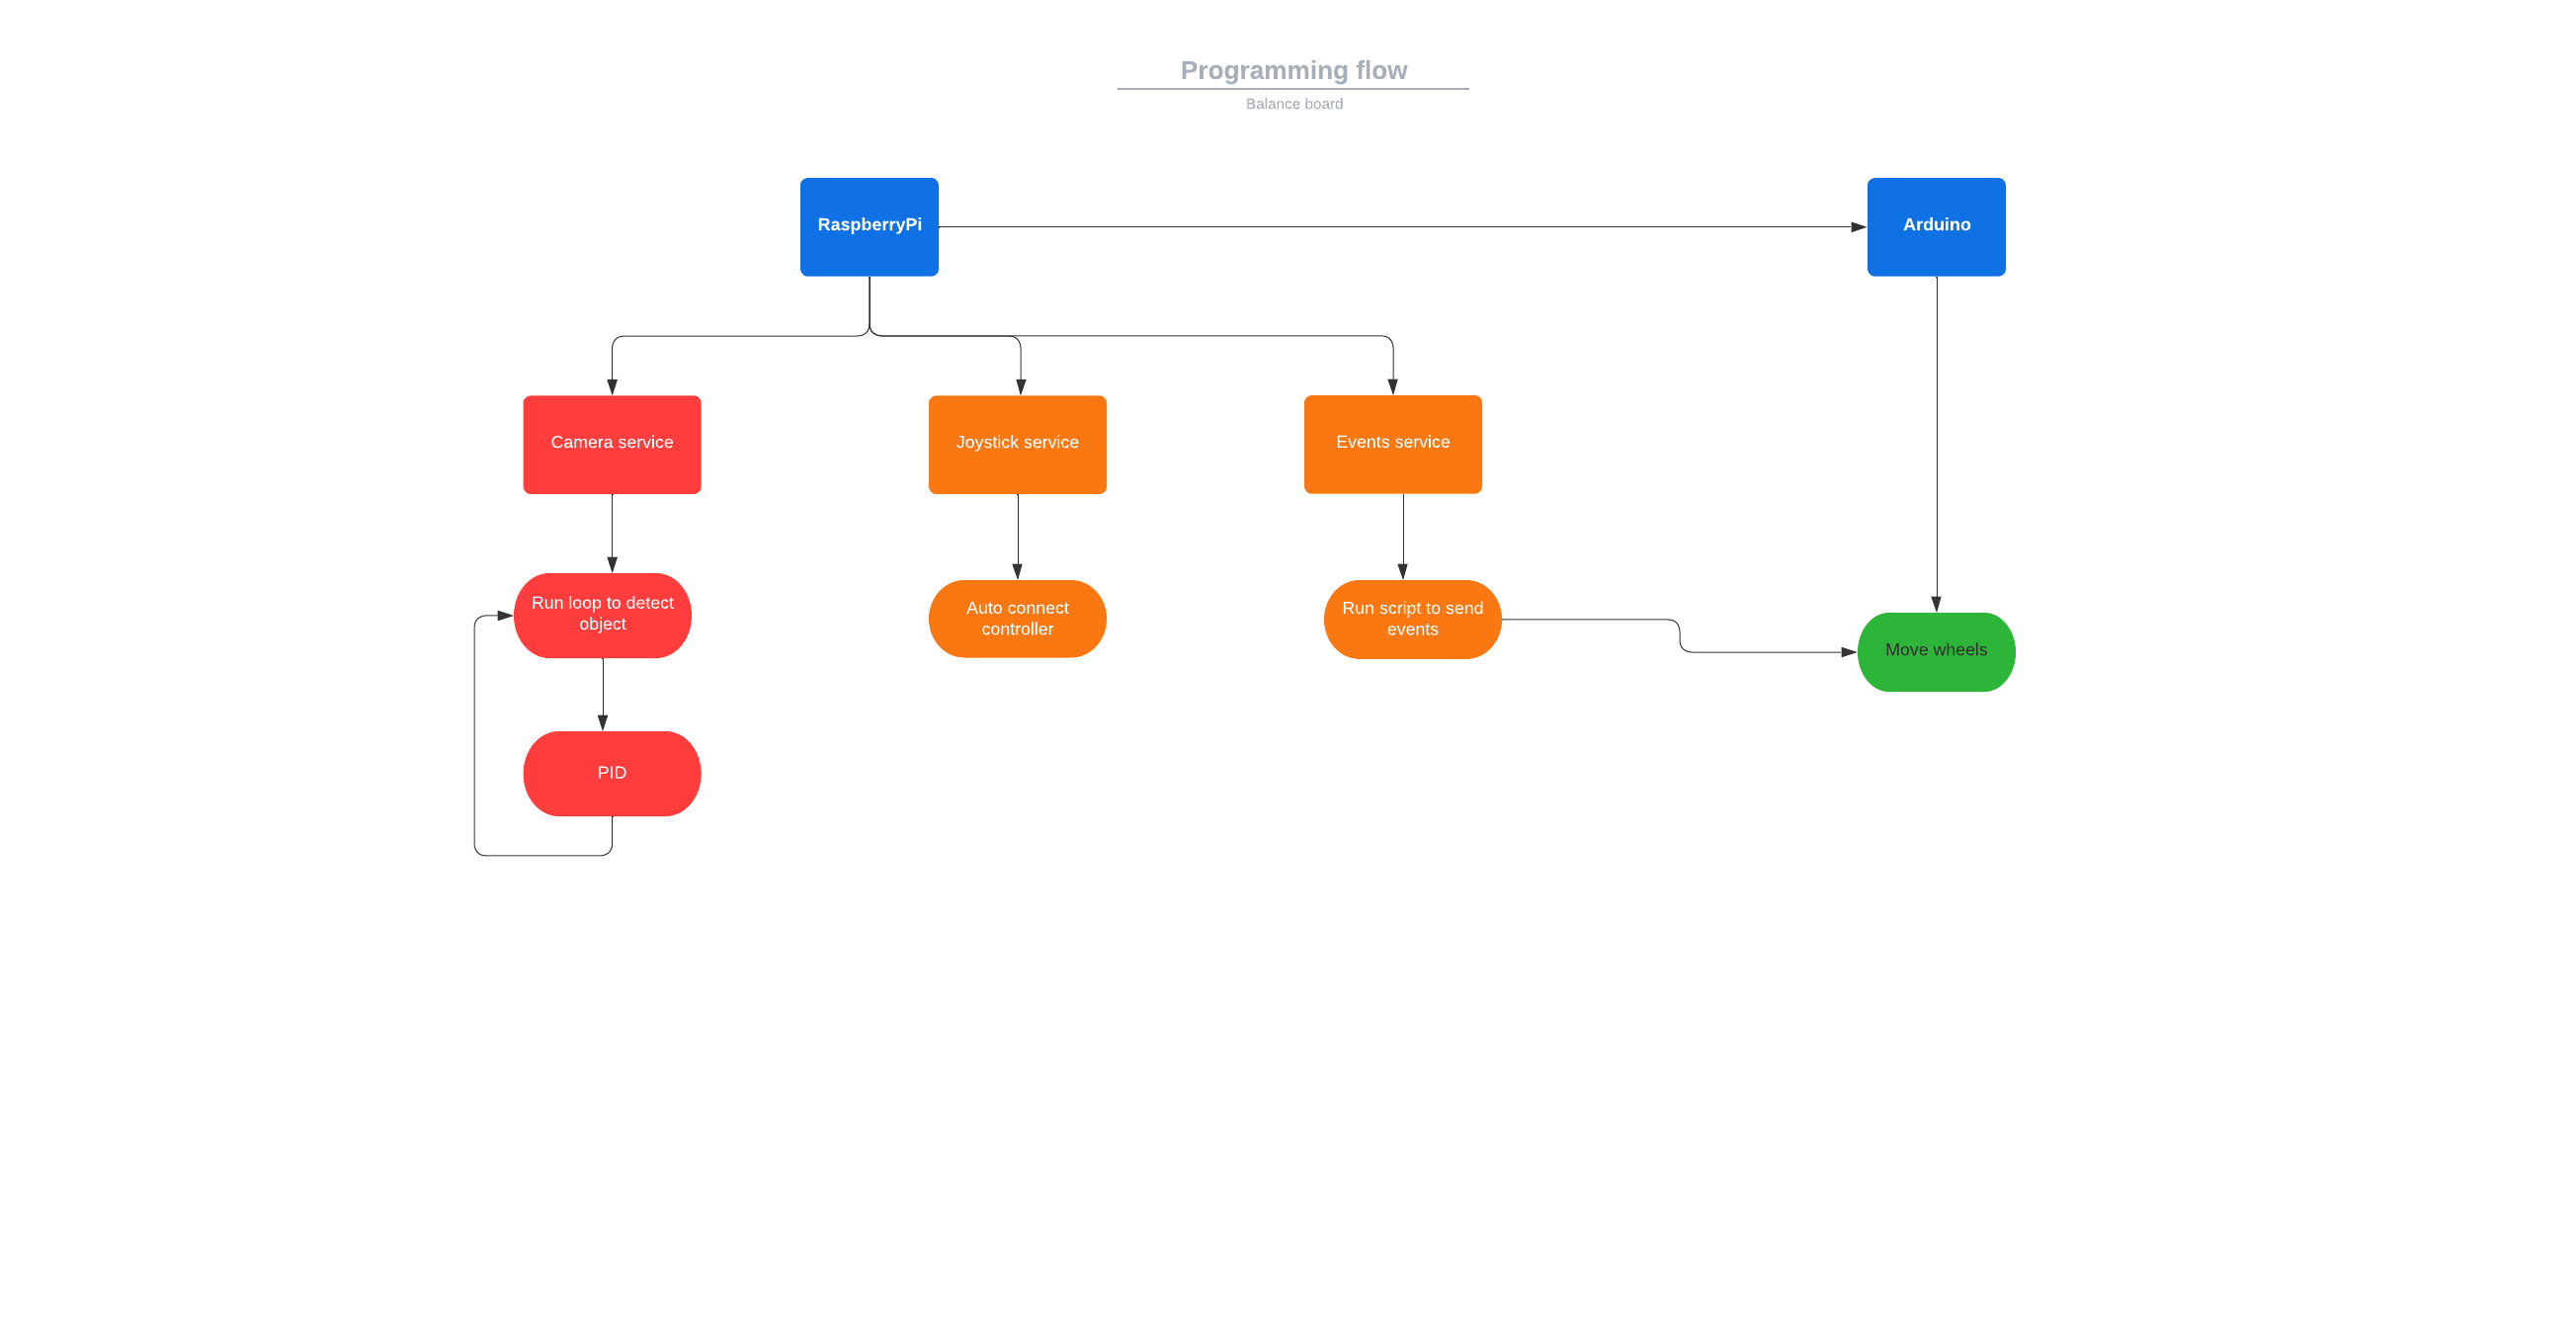 Programming flow
Balance board
RaspberryPi
Arduino
Camera service
Joystick service
Events service
Run loop to detect
object
Auto connect
controller
Run script to send
events
Move wheels
PID